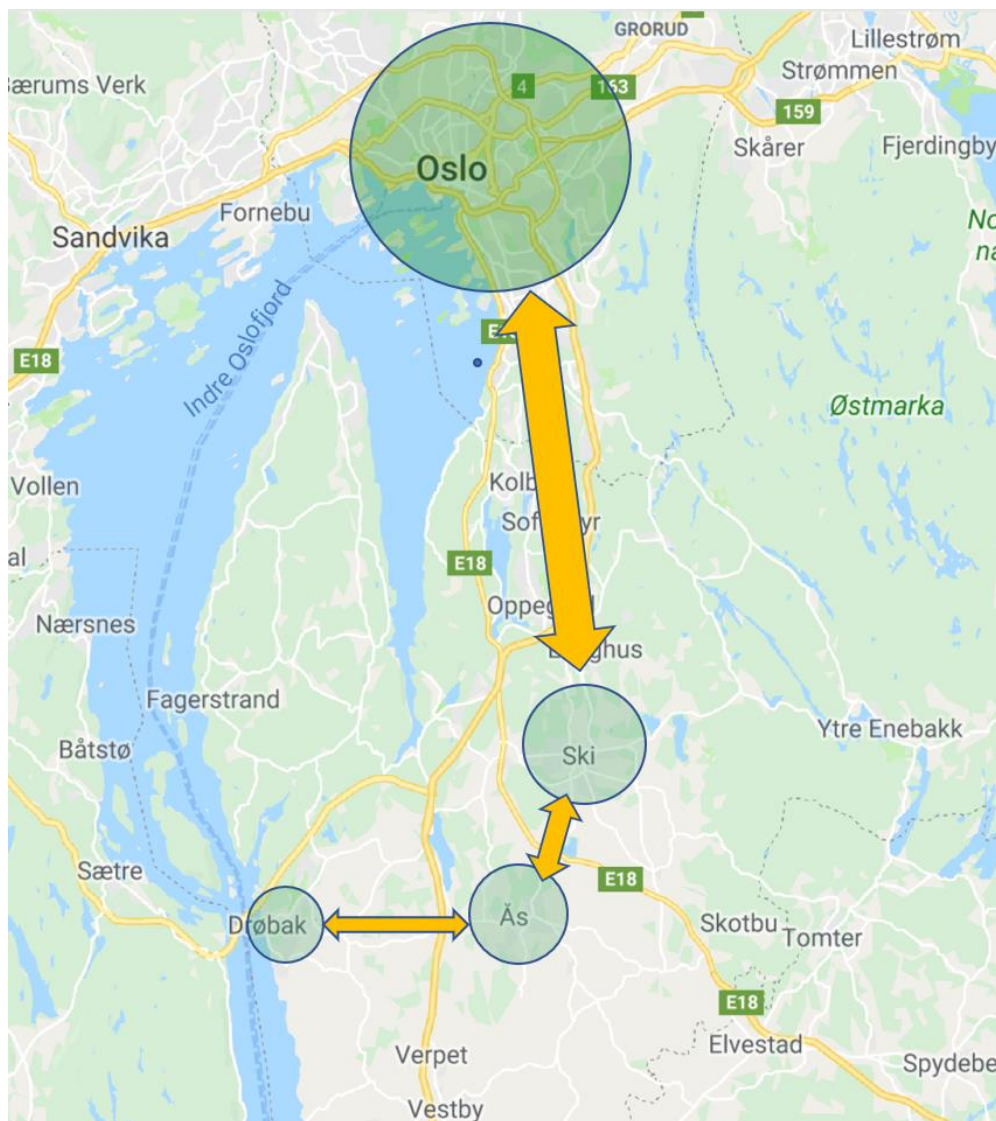 GRORUD
Lillestrøm
Strømmen
Bærums Verk
4
163
159
Skårer
Fjerdingby
Oslo
Fornebu
Sandvika
Indre Oslofjord
E18
Østmarka
Vollen
E18
Oppegård
Nærsnes
Fagerstrand
Ytre Enebakk
Båtstø
Ski
Sætre
E18
Drøbak
Ås
Skotbu
Tomter
E18
Elvestad
Verpet
Vestby